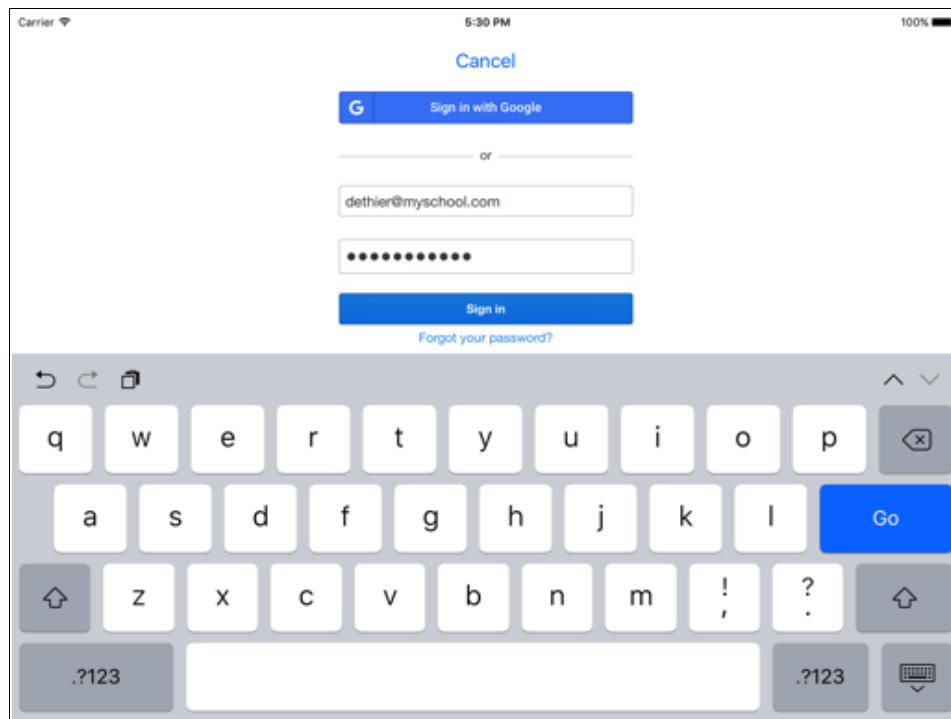 Carrier 5:30 PM 100%
Cancel
G Sign in with Google
or
dethier@myschool.com
●●●●●●●●●●●
Sign in
Forgot your password?
q w e r t y u i o p
a s d f g h j k l Go
z x c v b n m ! , ? .
.?123 .?123